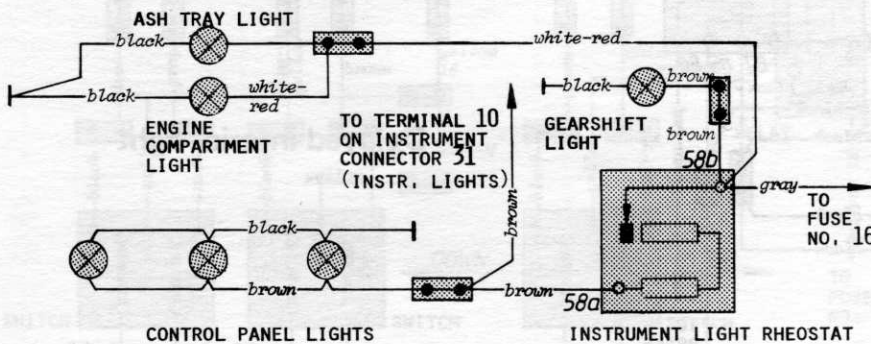 ASH TRAY LIGHT
black
white-red
black
white-
red
black
brown
ENGINE
COMPARTMENT
LIGHT
TO TERMINAL 10
ON INSTRUMENT
CONNECTOR 31
(INSTR. LIGHTS)
GEARSHIFT
LIGHT
brown
58b
gray
TO
FUSE
NO. 16
brown
black
brown
brown
58a
CONTROL PANEL LIGHTS
INSTRUMENT LIGHT RHEOSTAT